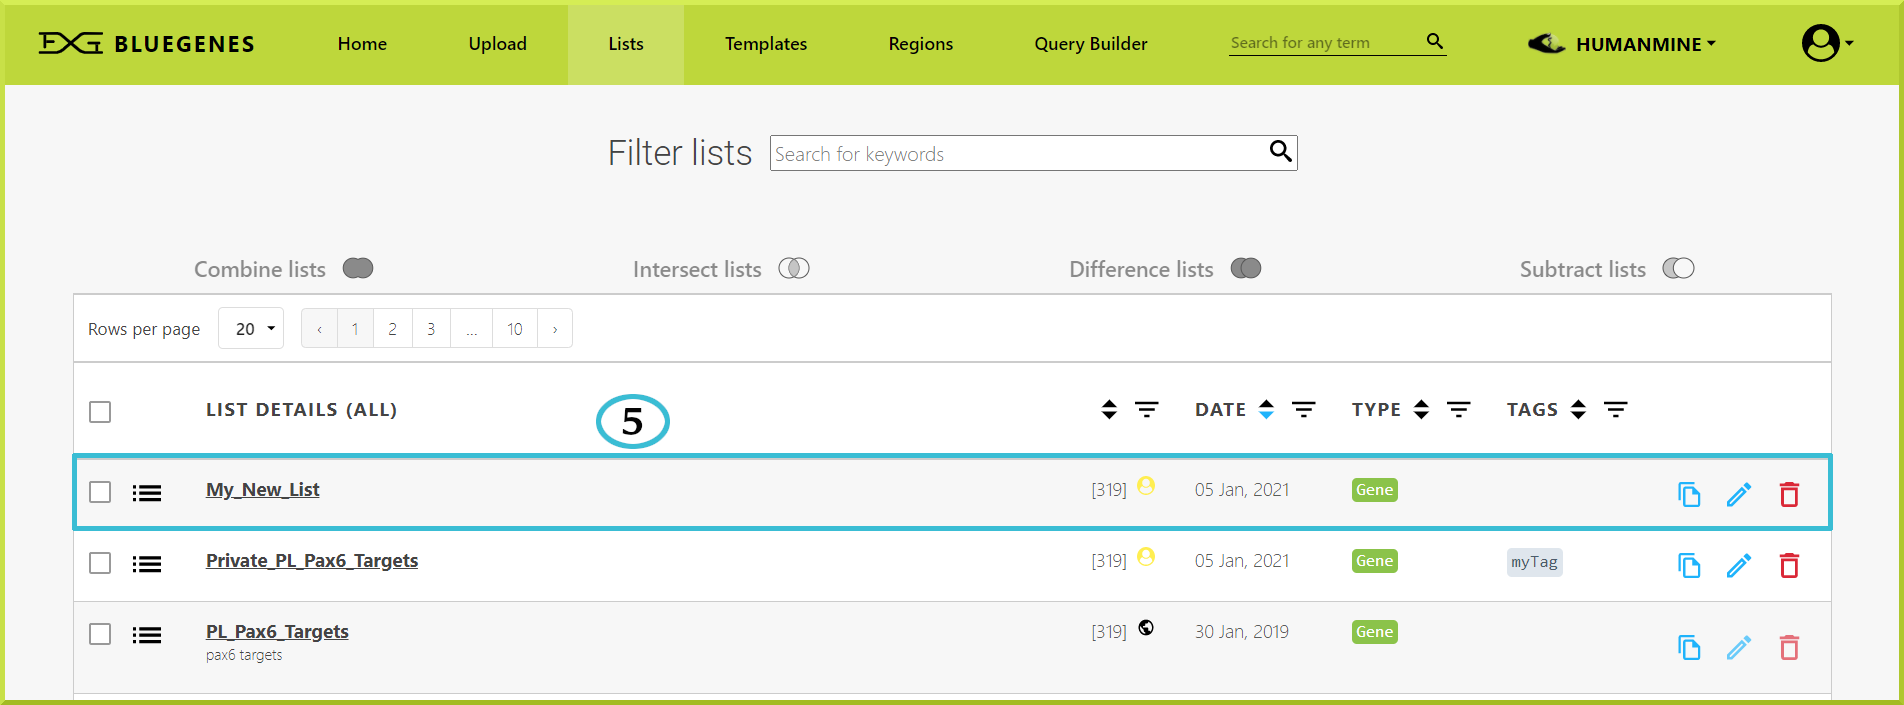 BLUEGENES Home Upload Lists Templates Regions Query Builder Search for any term HUMANMINE
Filter lists Search for keywords
Combine lists Intersect lists Difference lists Subtract lists
Rows per page 20 ‹ 1 2 3 ... 10 ›
LIST DETAILS (ALL) 5 DATE TYPE TAGS
My_New_List [319] 05 Jan, 2021 Gene
Private_PL_Pax6_Targets [319] 05 Jan, 2021 Gene myTag
PL_Pax6_Targets [319] 30 Jan, 2019 Gene
pax6 targets